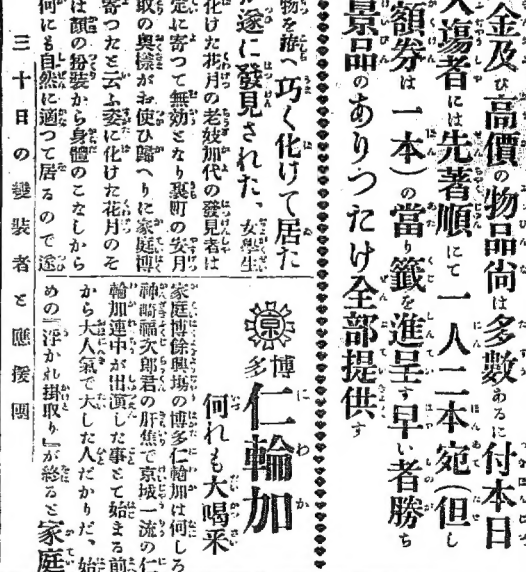 金及び高價の物品尚は多數あるに付本日
入塲者には先著順にて一人二本宛(但し
額券は一本)の當り籤を進呈す早い者勝ち
景品のありつたけ全部提供す
物を旅へ巧く化けて居た
遂に發見された、女學生
化けた花月の老妓加代の發見者は
定に寄つて無効となり裏町の安月
取の奥樣がお使ひ歸へりに家庭博
寄つたと云ふ姿に化けた花月のそ
は顔の扮裝から身體のこなしから
何にも自然に適つて居るので遂
三十日の變裝者と應援團
京
博多仁輪加
何れも大喝采
家庭博餘興場の博多仁輪加は何しろ
神崎福次郎君の肝煎で京城一流の仁
輪加連中が出演した事とて始まる前
から大人氣で大した人だかりだ、始
めの『浮かれ掛取り』が終ると家庭